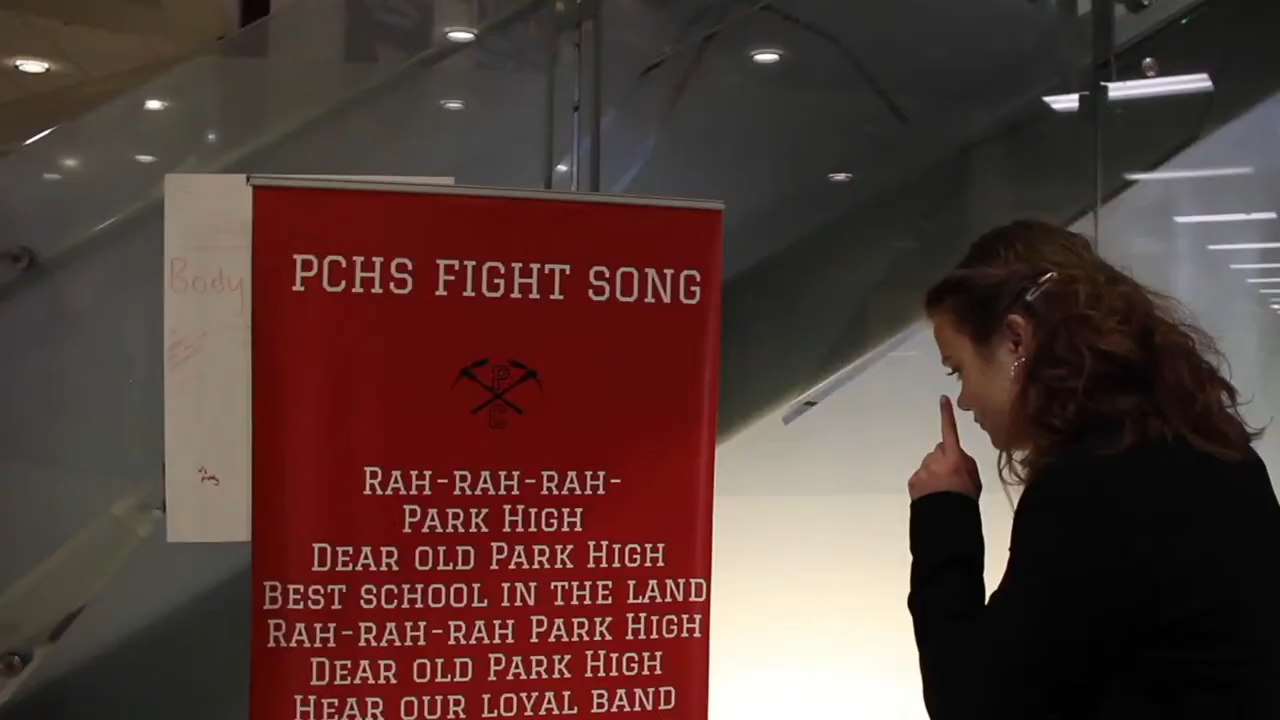 Body
PCHS FIGHT SONG
P
C
RAH-RAH-RAH-
PARK HIGH
DEAR OLD PARK HIGH
BEST SCHOOL IN THE LAND
RAH-RAH-RAH PARK HIGH
DEAR OLD PARK HIGH
HEAR OUR LOYAL BAND